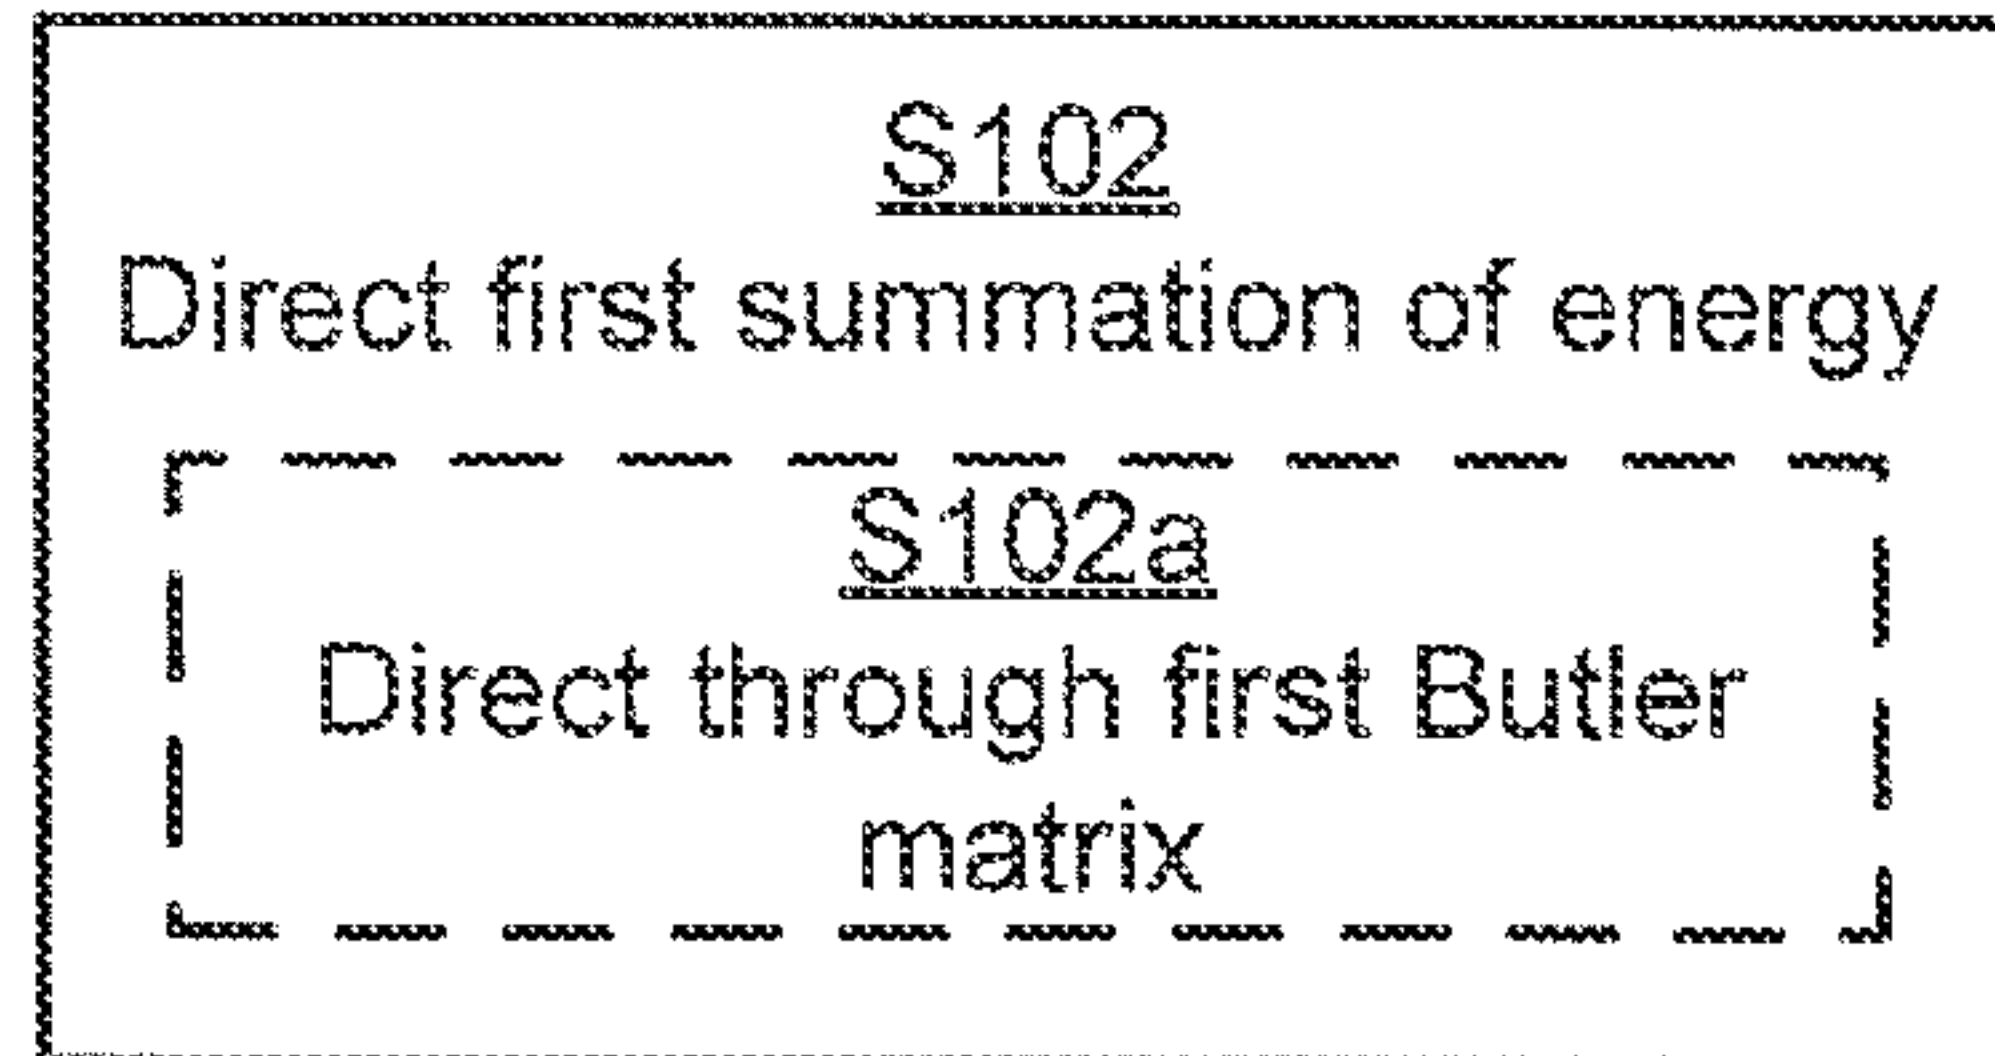 S102
Direct first summation of energy
S102a
Direct through first Butler
matrix